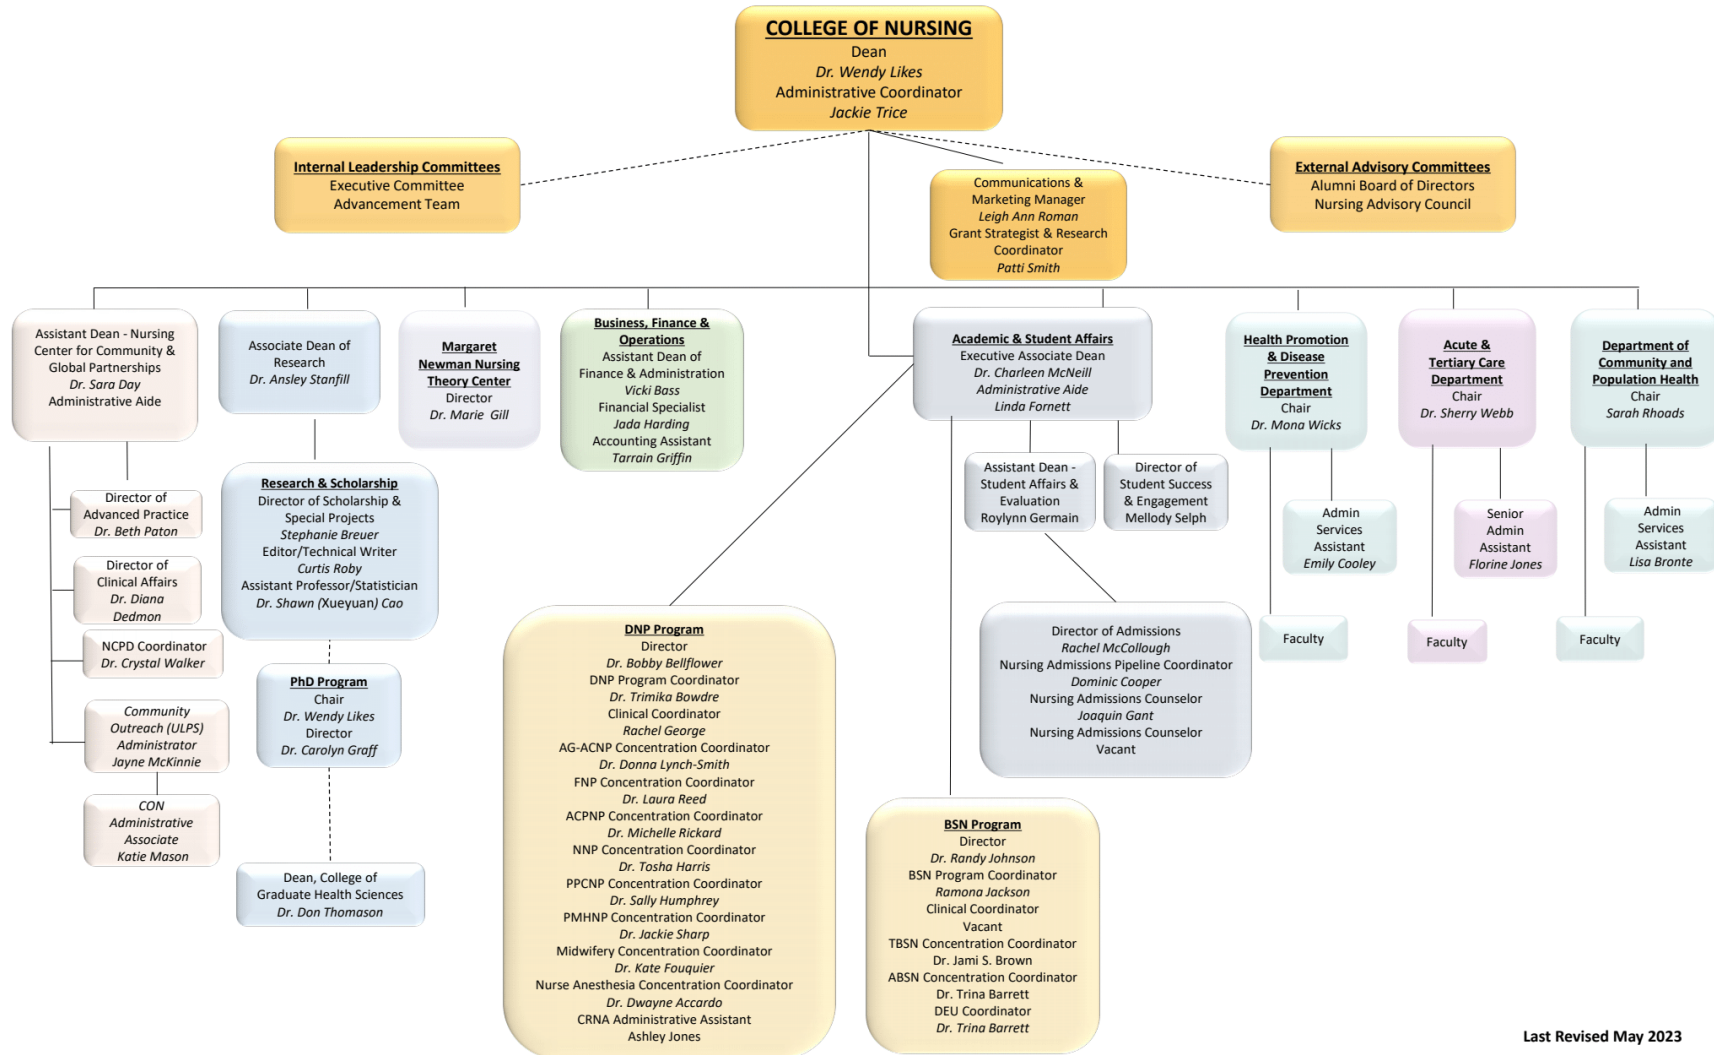 COLLEGE OF NURSING
Dean
Dr. Wendy Likes
Administrative Coordinator
Jackie Trice
Internal Leadership Committees
Executive Committee
Advancement Team
Communications &
Marketing Manager
Leigh Ann Roman
Grant Strategist & Research
Coordinator
Patti Smith
External Advisory Committees
Alumni Board of Directors
Nursing Advisory Council
Assistant Dean - Nursing
Center for Community &
Global Partnerships
Dr. Sara Day
Administrative Aide
Associate Dean of
Research
Dr. Ansley Stanfill
Margaret
Newman Nursing
Theory Center
Director
Dr. Marie Gill
Business, Finance &
Operations
Assistant Dean of
Finance & Administration
Vicki Bass
Financial Specialist
Jada Harding
Accounting Assistant
Tarrain Griffin
Academic & Student Affairs
Executive Associate Dean
Dr. Charleen McNeill
Administrative Aide
Linda Fornett
Health Promotion
& Disease
Prevention
Department
Chair
Dr. Mona Wicks
Acute &
Tertiary Care
Department
Chair
Dr. Sherry Webb
Department of
Community and
Population Health
Chair
Sarah Rhoads
Director of
Advanced Practice
Dr. Beth Paton
Director of
Clinical Affairs
Dr. Diana
Dedmon
NCPD Coordinator
Dr. Crystal Walker
Community
Outreach (ULPS)
Administrator
Jayne McKinnie
CON
Administrative
Associate
Katie Mason
Research & Scholarship
Director of Scholarship &
Special Projects
Stephanie Breuer
Editor/Technical Writer
Curtis Roby
Assistant Professor/Statistician
Dr. Shawn (Xueyuan) Cao
PhD Program
Chair
Dr. Wendy Likes
Director
Dr. Carolyn Graff
Dean, College of
Graduate Health Sciences
Dr. Don Thomason
DNP Program
Director
Dr. Bobby Bellflower
DNP Program Coordinator
Dr. Trimika Bowdre
Clinical Coordinator
Rachel George
AG-ACNP Concentration Coordinator
Dr. Donna Lynch-Smith
FNP Concentration Coordinator
Dr. Laura Reed
ACPNP Concentration Coordinator
Dr. Michelle Rickard
NNP Concentration Coordinator
Dr. Tosha Harris
PPCNP Concentration Coordinator
Dr. Sally Humphrey
PMHNP Concentration Coordinator
Dr. Jackie Sharp
Midwifery Concentration Coordinator
Dr. Kate Fouquier
Nurse Anesthesia Concentration Coordinator
Dr. Dwayne Accardo
CRNA Administrative Assistant
Ashley Jones
Assistant Dean -
Student Affairs &
Evaluation
Roylynn Germain
Director of
Student Success
& Engagement
Mellody Selph
Director of Admissions
Rachel McCollough
Nursing Admissions Pipeline Coordinator
Dominic Cooper
Nursing Admissions Counselor
Joaquin Gant
Nursing Admissions Counselor
Vacant
BSN Program
Director
Dr. Randy Johnson
BSN Program Coordinator
Ramona Jackson
Clinical Coordinator
Vacant
TBSN Concentration Coordinator
Dr. Jami S. Brown
ABSN Concentration Coordinator
Dr. Trina Barrett
DEU Coordinator
Dr. Trina Barrett
Admin
Services
Assistant
Emily Cooley
Faculty
Senior
Admin
Assistant
Florine Jones
Faculty
Admin
Services
Assistant
Lisa Bronte
Faculty
Last Revised May 2023